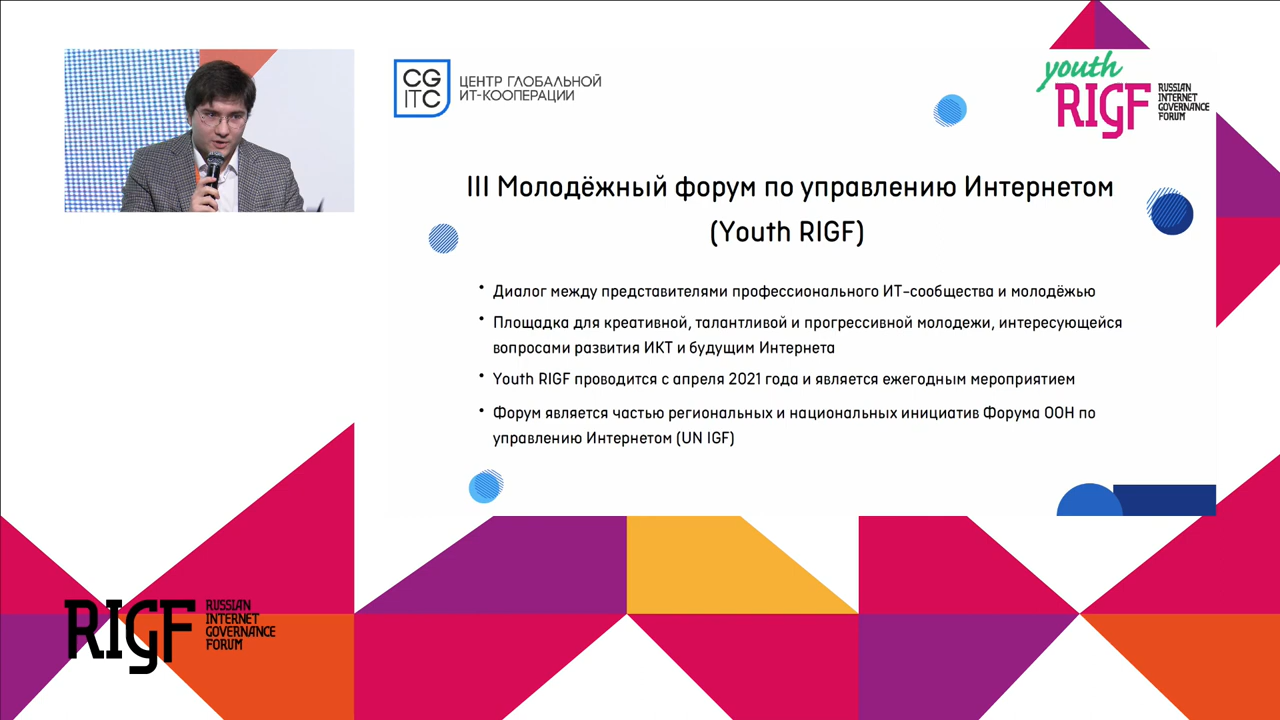 CG
ITC
ЦЕНТР ГЛОБАЛЬНОЙ
ИТ-КООПЕРАЦИИ
youth
RIGF
RUSSIAN
INTERNET
GOVERNANCE
FORUM
III Молодёжный форум по управлению Интернетом
(Youth RIGF)
• Диалог между представителями профессионального ИТ-сообщества и молодёжью
• Площадка для креативной, талантливой и прогрессивной молодежи, интересующейся
вопросами развития ИКТ и будущим Интернета
• Youth RIGF проводится с апреля 2021 года и является ежегодным мероприятием
• Форум является частью региональных и национальных инициатив Форума ООН по
управлению Интернетом (UN IGF)
RIGF
RUSSIAN
INTERNET
GOVERNANCE
FORUM